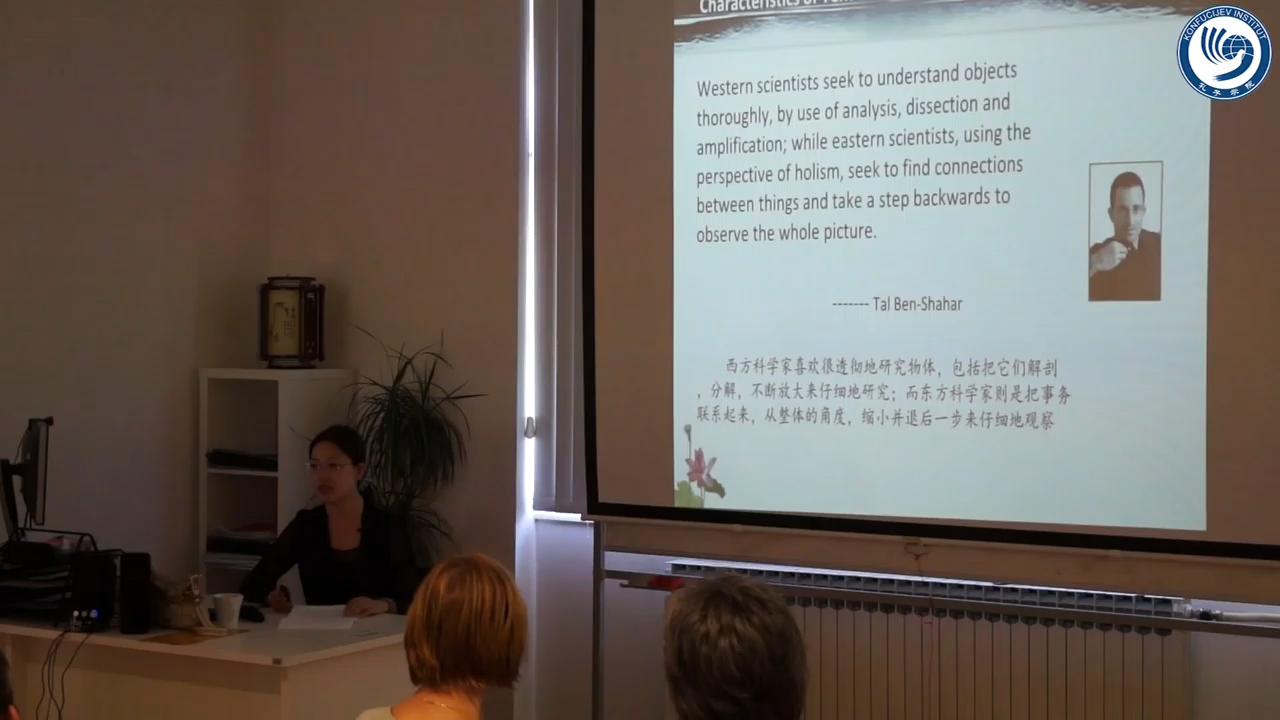 Characteristics of
KONFUCIJEV INSTITUT
孔子学院
Western scientists seek to understand objects
thoroughly, by use of analysis, dissection and
amplification; while eastern scientists, using the
perspective of holism, seek to find connections
between things and take a step backwards to
observe the whole picture.
------- Tal Ben-Shahar
西方科学家喜欢很透彻地研究物体，包括把它们解剖
，分解，不断放大来仔细地研究；而东方科学家则是把事务
联系起来，从整体的角度，缩小并退后一步来仔细地观察